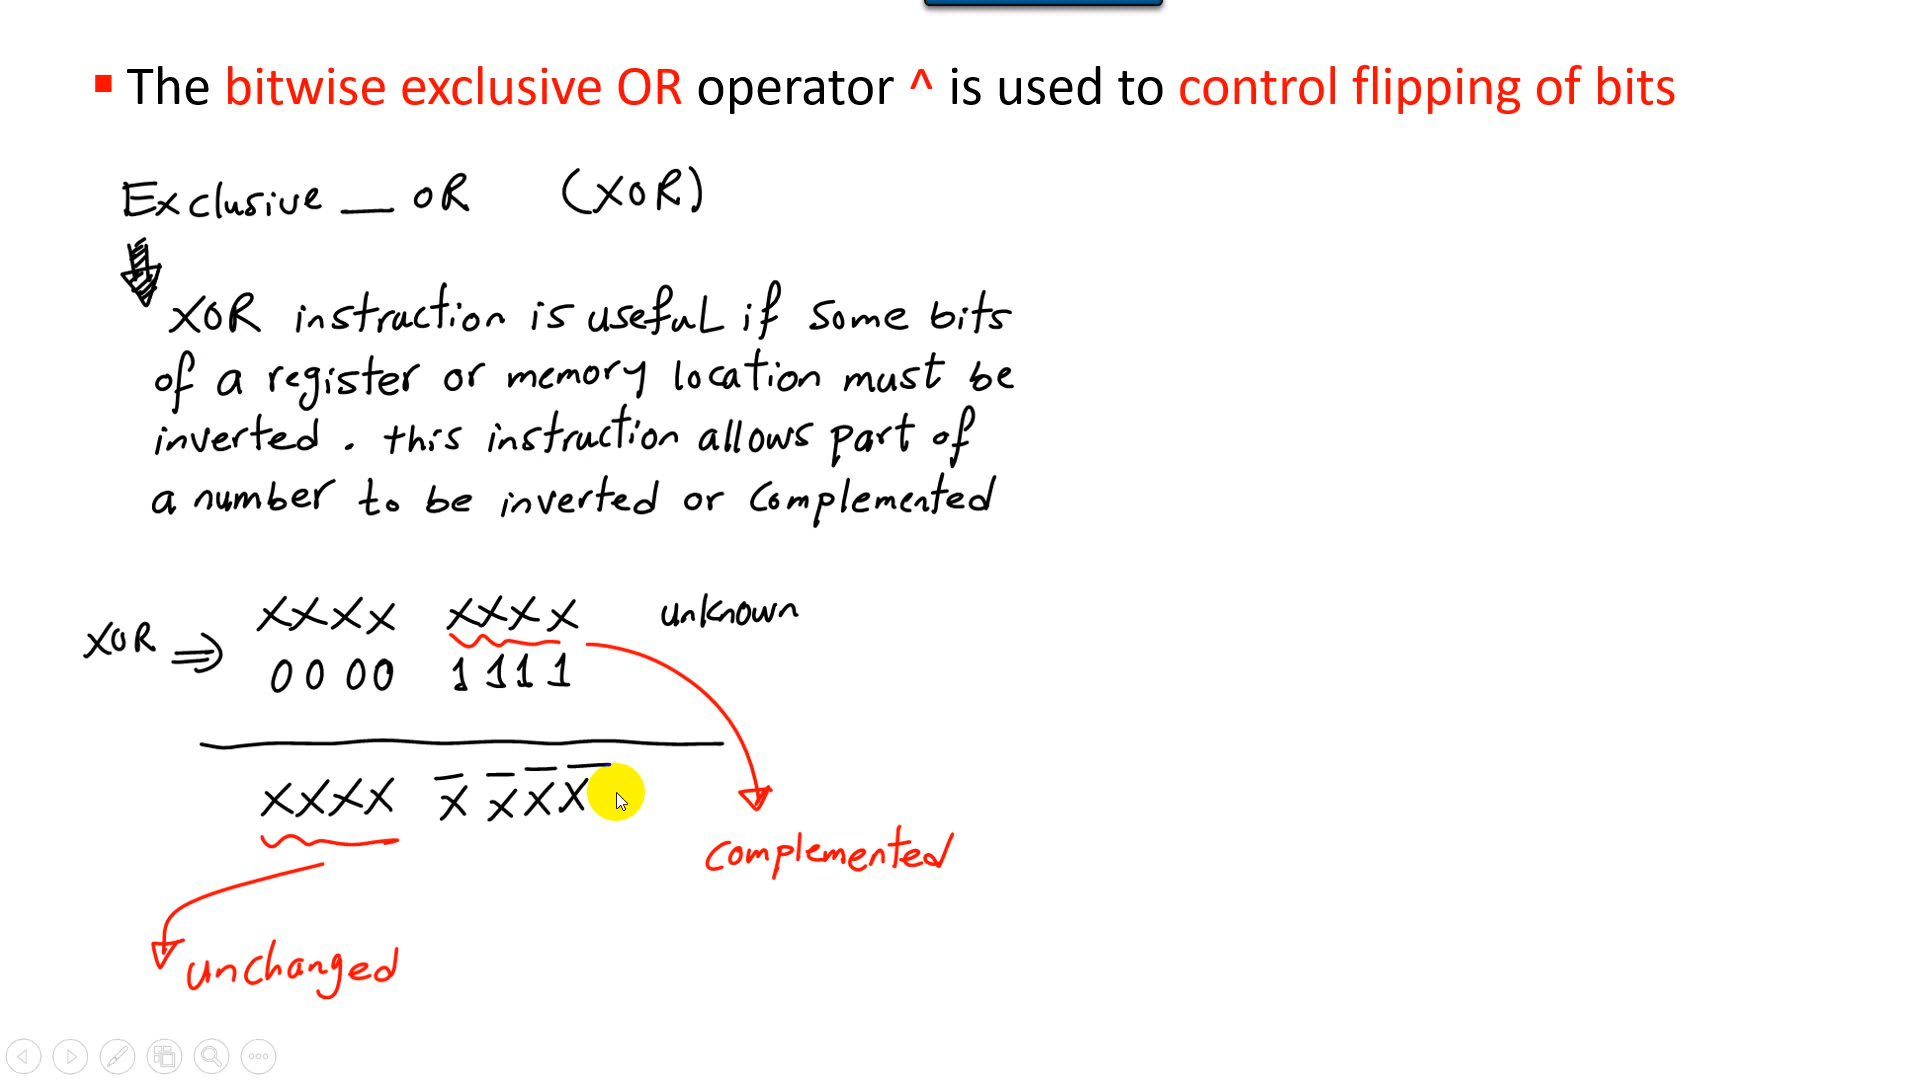 ▪ The bitwise exclusive OR operator ^ is used to control flipping of bits
Exclusive _ OR (XOR)
XOR instraction is useful if some bits
of a register or memory location must be
inverted. this instruction allows part of
a number to be inverted or complemented
XXXX XXXX unknown
XOR ⇒
0000 1111
XXXX X̅ X̅ X̅ X̅
complemented
unchanged